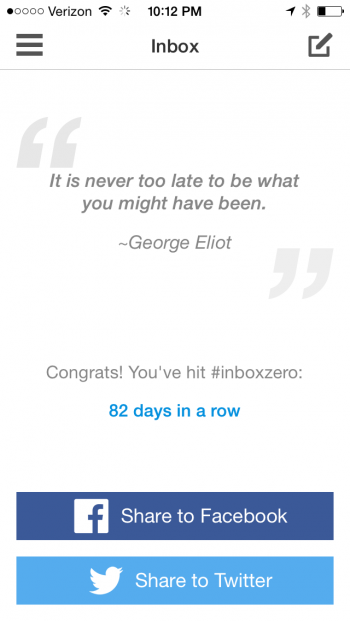 Verizon 10:12 PM
Inbox
It is never too late to be what
you might have been.
~George Eliot
Congrats! You've hit #inboxzero:
82 days in a row
Share to Facebook
Share to Twitter